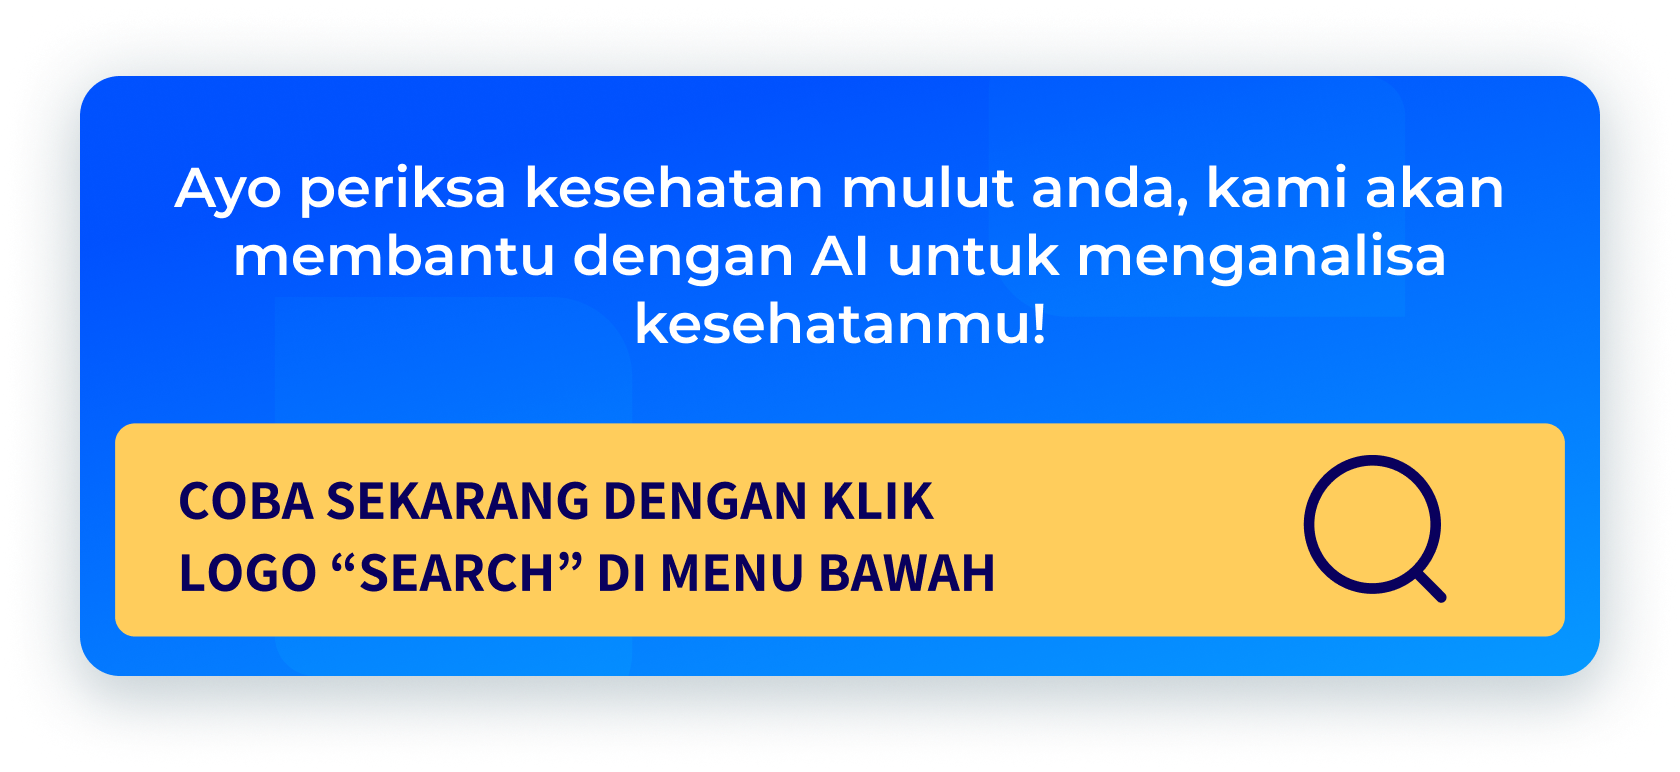 Ayo periksa kesehatan mulut anda, kami akan
membantu dengan AI untuk menganalisa
kesehatanmu!
COBA SEKARANG DENGAN KLIK
LOGO “SEARCH” DI MENU BAWAH